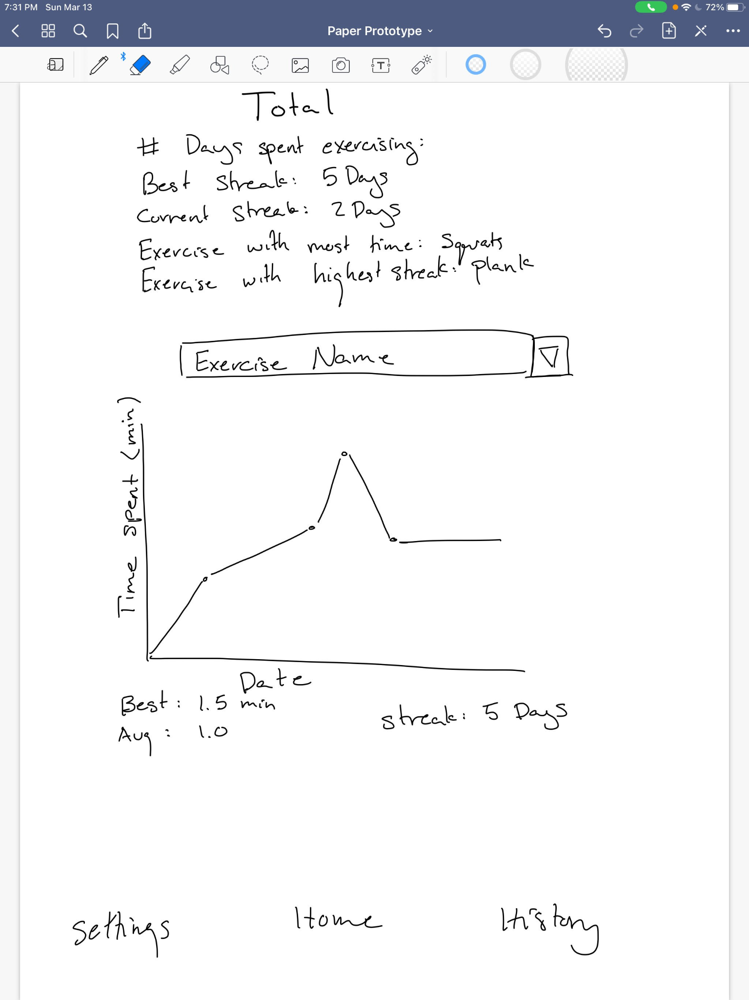 7:31 PM Sun Mar 13
72%
Paper Prototype
Total
# Days spent exercising:
Best streak: 5 Days
Current streak: 2 Days
Exercise with most time: Squats
Exercise with highest streak: plank
Exercise Name
Time spent (min)
Date
Best: 1.5 min
Avg: 1.0
streak: 5 Days
Settings Home History